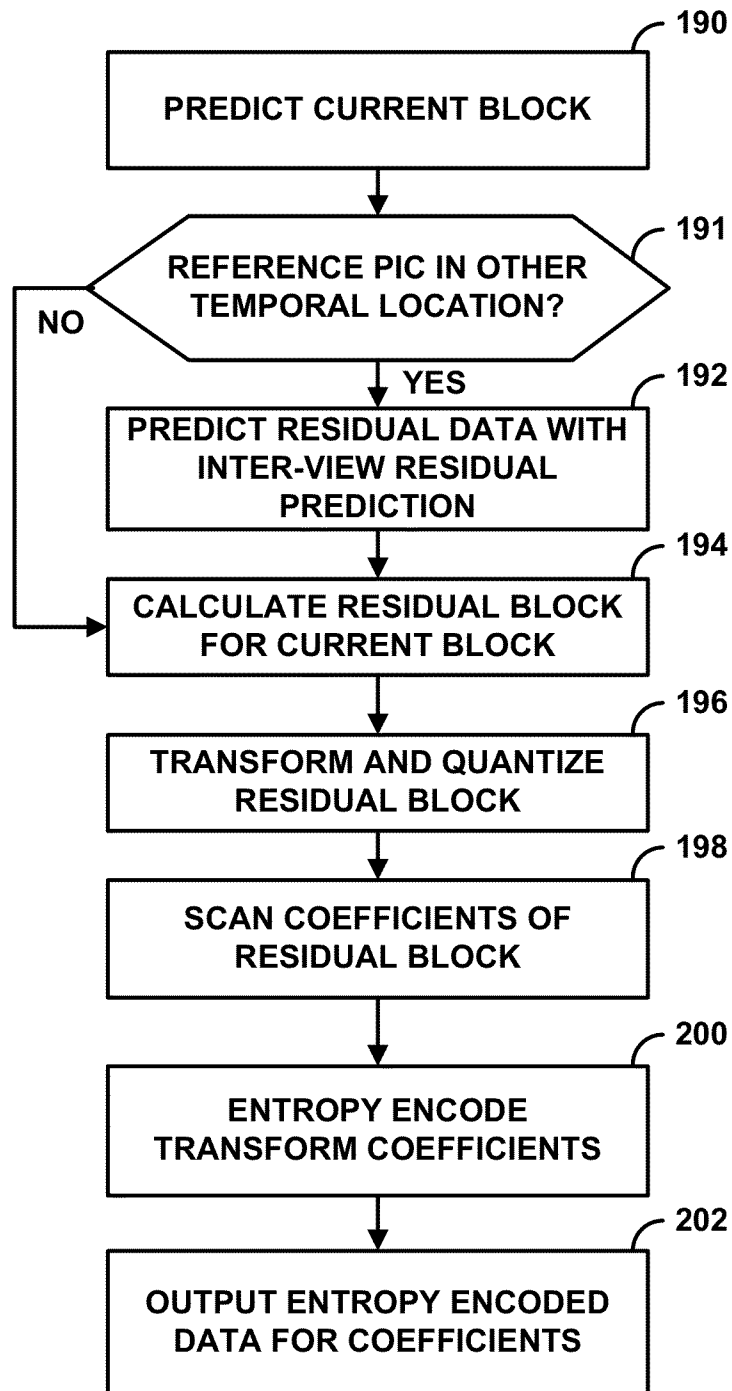 190
PREDICT CURRENT BLOCK
191
REFERENCE PIC IN OTHER
TEMPORAL LOCATION?
NO
YES
192
PREDICT RESIDUAL DATA WITH
INTER-VIEW RESIDUAL
PREDICTION
194
CALCULATE RESIDUAL BLOCK
FOR CURRENT BLOCK
196
TRANSFORM AND QUANTIZE
RESIDUAL BLOCK
198
SCAN COEFFICIENTS OF
RESIDUAL BLOCK
200
ENTROPY ENCODE
TRANSFORM COEFFICIENTS
202
OUTPUT ENTROPY ENCODED
DATA FOR COEFFICIENTS